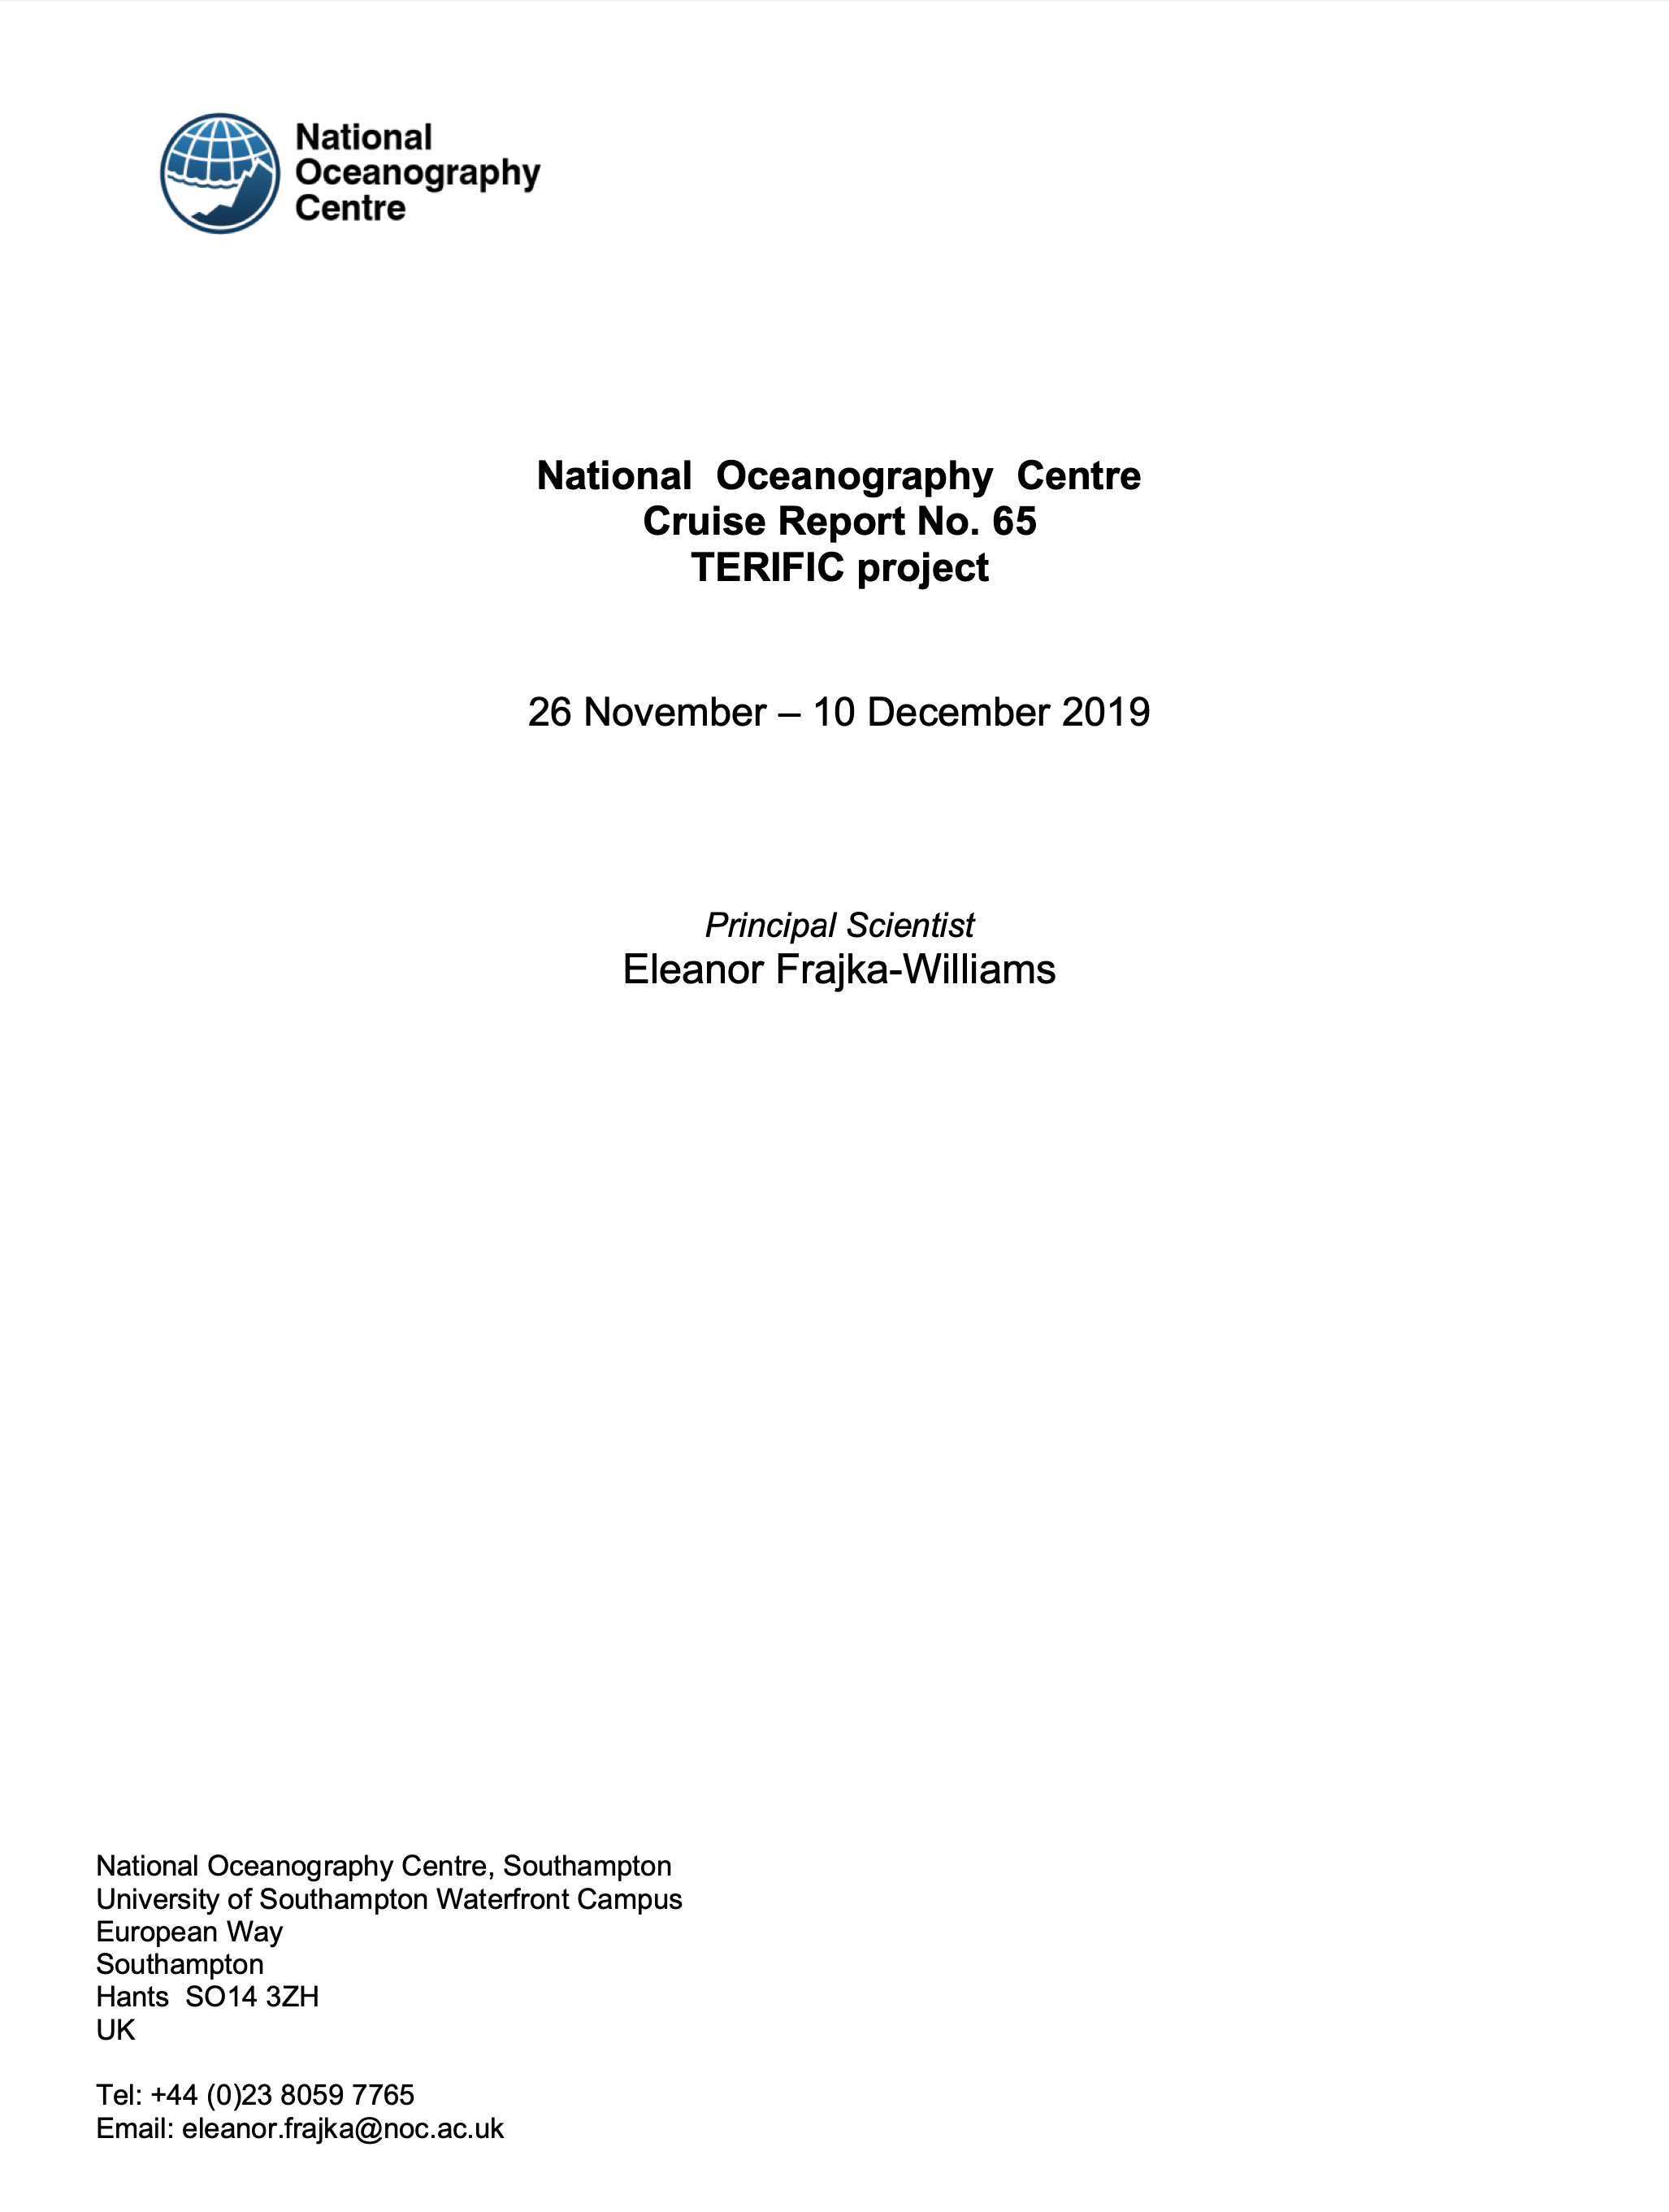 National
Oceanography
Centre
National Oceanography Centre
Cruise Report No. 65
TERIFIC project
26 November – 10 December 2019
Principal Scientist
Eleanor Frajka-Williams
National Oceanography Centre, Southampton
University of Southampton Waterfront Campus
European Way
Southampton
Hants SO14 3ZH
UK
Tel: +44 (0)23 8059 7765
Email: eleanor.frajka@noc.ac.uk